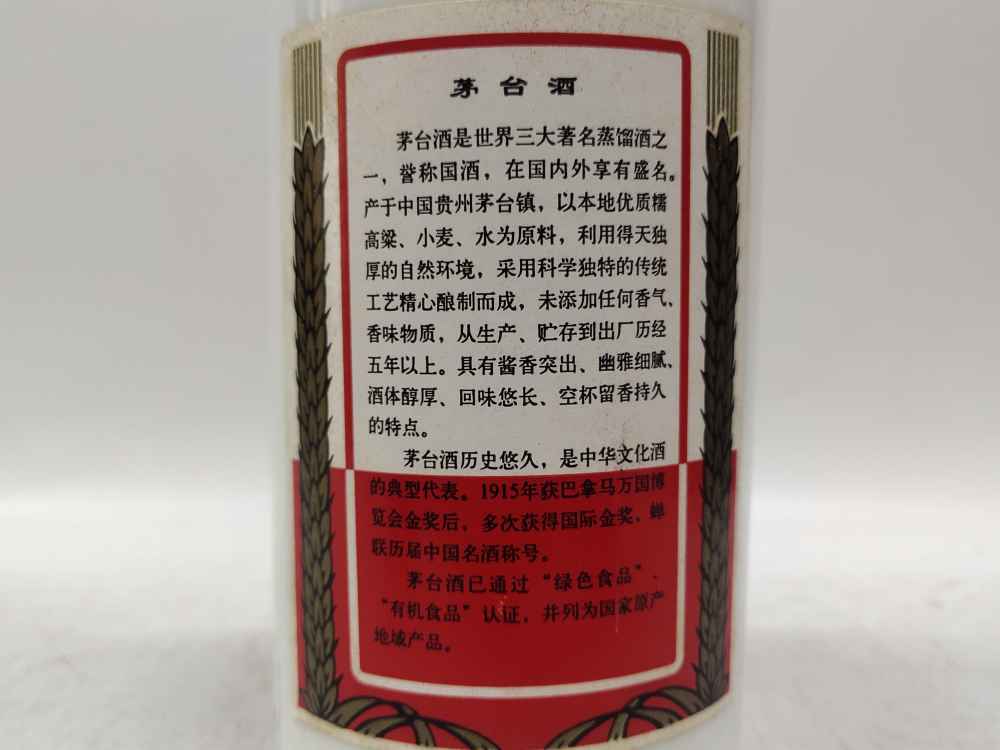 茅台酒
茅台酒是世界三大著名蒸馏酒之
一，誉称国酒，在国内外享有盛名。
产于中国贵州茅台镇，以本地优质糯
高粱、小麦、水为原料，利用得天独
厚的自然环境，采用科学独特的传统
工艺精心酿制而成，未添加任何香气、
香味物质，从生产、贮存到出厂历经
五年以上。具有酱香突出、幽雅细腻、
酒体醇厚、回味悠长、空杯留香持久
的特点。
茅台酒历史悠久，是中华文化酒
的典型代表。1915年获巴拿马万国博
览会金奖后，多次获得国际金奖、蝉
联历届中国名酒称号。
茅台酒已通过“绿色食品”、
“有机食品”认证，并列为国家原产
地域产品。